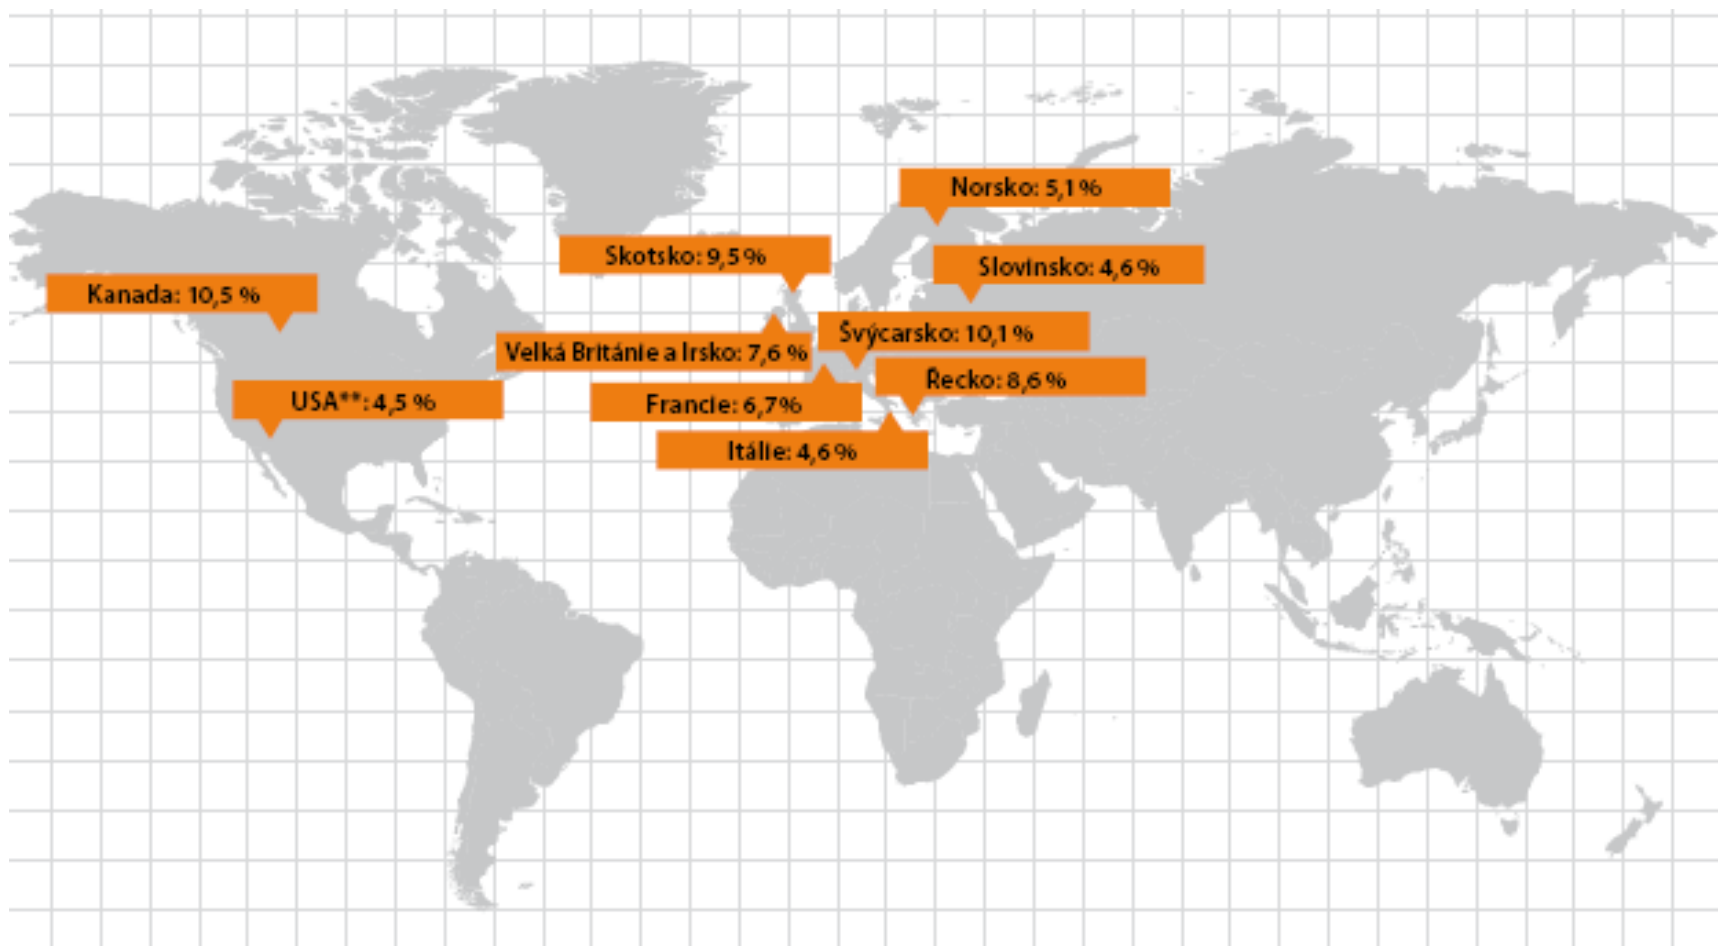 Norsko: 5,1 %
Skotsko: 9,5 %
Slovinsko: 4,6 %
Kanada: 10,5 %
Švýcarsko: 10,1 %
Velká Británie a Irsko: 7,6 %
Řecko: 8,6 %
USA**: 4,5 %
Francie: 6,7%
Itálie: 4,6 %